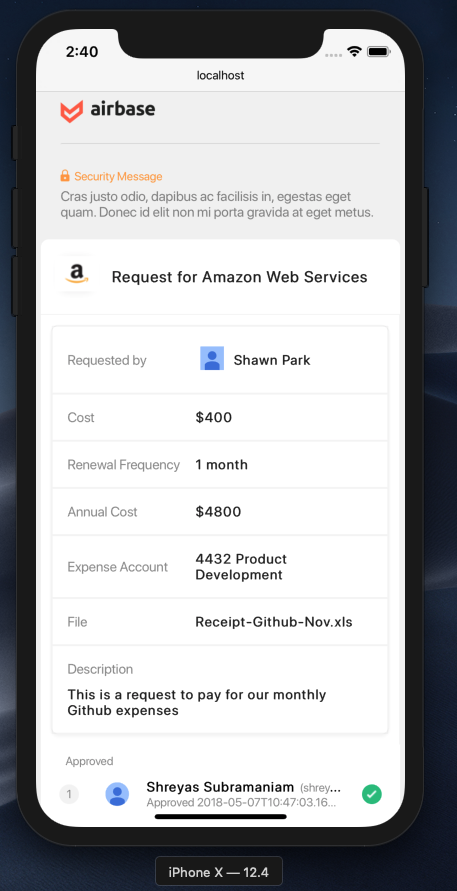 2:40
localhost
airbase
Security Message
Cras justo odio, dapibus ac facilisis in, egestas eget
quam. Donec id elit non mi porta gravida at eget metus.
a
Request for Amazon Web Services
Requested by
Shawn Park
Cost
$400
Renewal Frequency
1 month
Annual Cost
$4800
Expense Account
4432 Product
Development
File
Receipt-Github-Nov.xls
Description
This is a request to pay for our monthly
Github expenses
Approved
1
Shreyas Subramaniam (shrey...
Approved 2018-05-07T10:47:03.16...
iPhone X — 12.4